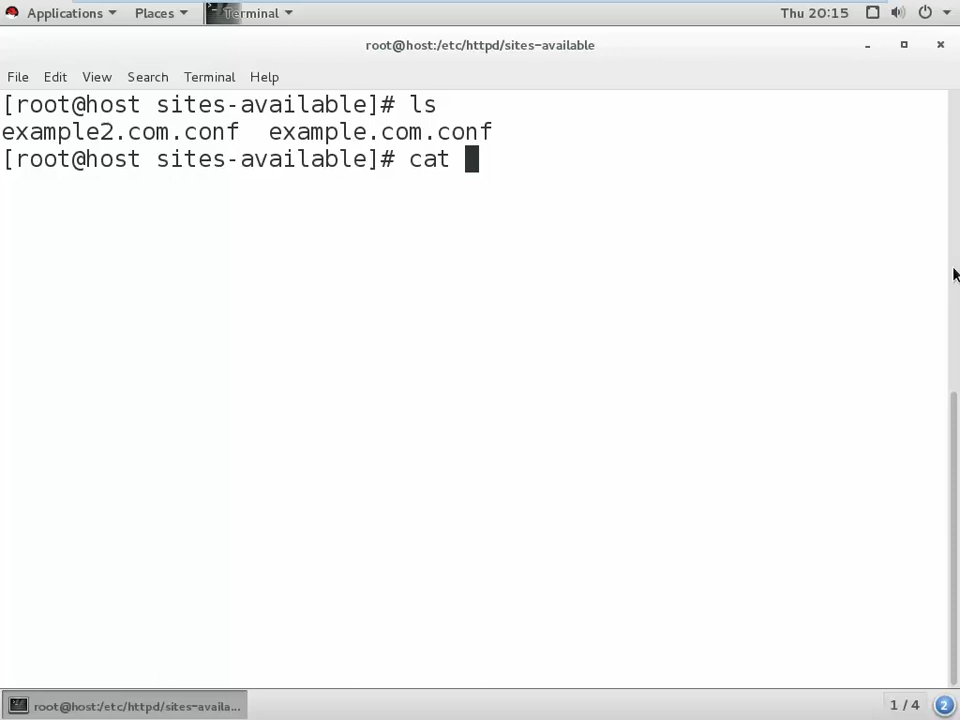 Applications Places Terminal Thu 20:15
root@host:/etc/httpd/sites-available
File Edit View Search Terminal Help
[root@host sites-available]# ls
example2.com.conf example.com.conf
[root@host sites-available]# cat
root@host:/etc/httpd/sites-availa... 1 / 4 2